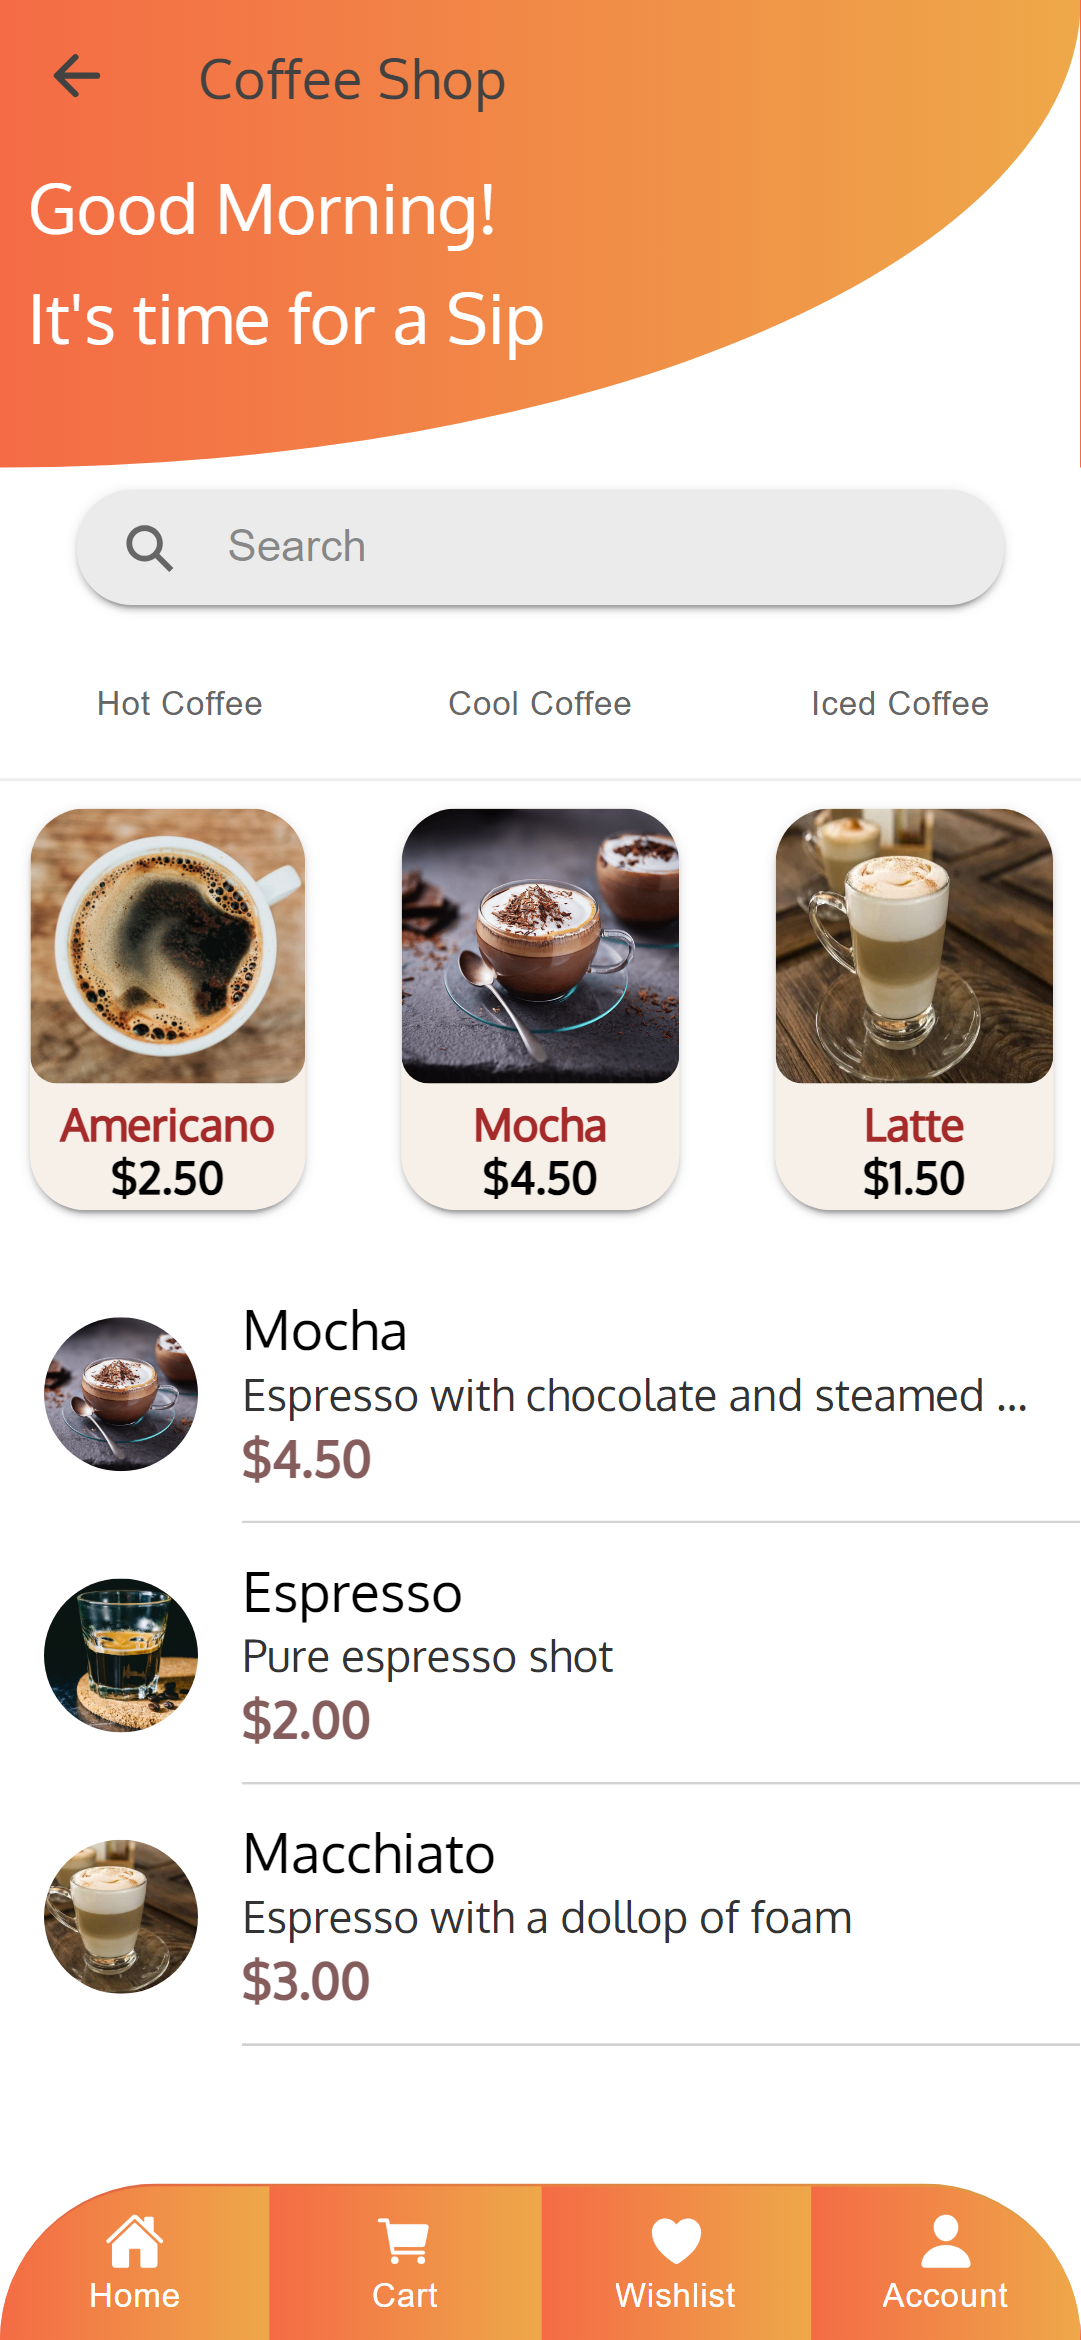 Coffee Shop
Good Morning!
It's time for a Sip
Search
Hot Coffee
Cool Coffee
Iced Coffee
Americano
$2.50
Mocha
$4.50
Latte
$1.50
Mocha
Espresso with chocolate and steamed ...
$4.50
Espresso
Pure espresso shot
$2.00
Macchiato
Espresso with a dollop of foam
$3.00
Home
Cart
Wishlist
Account